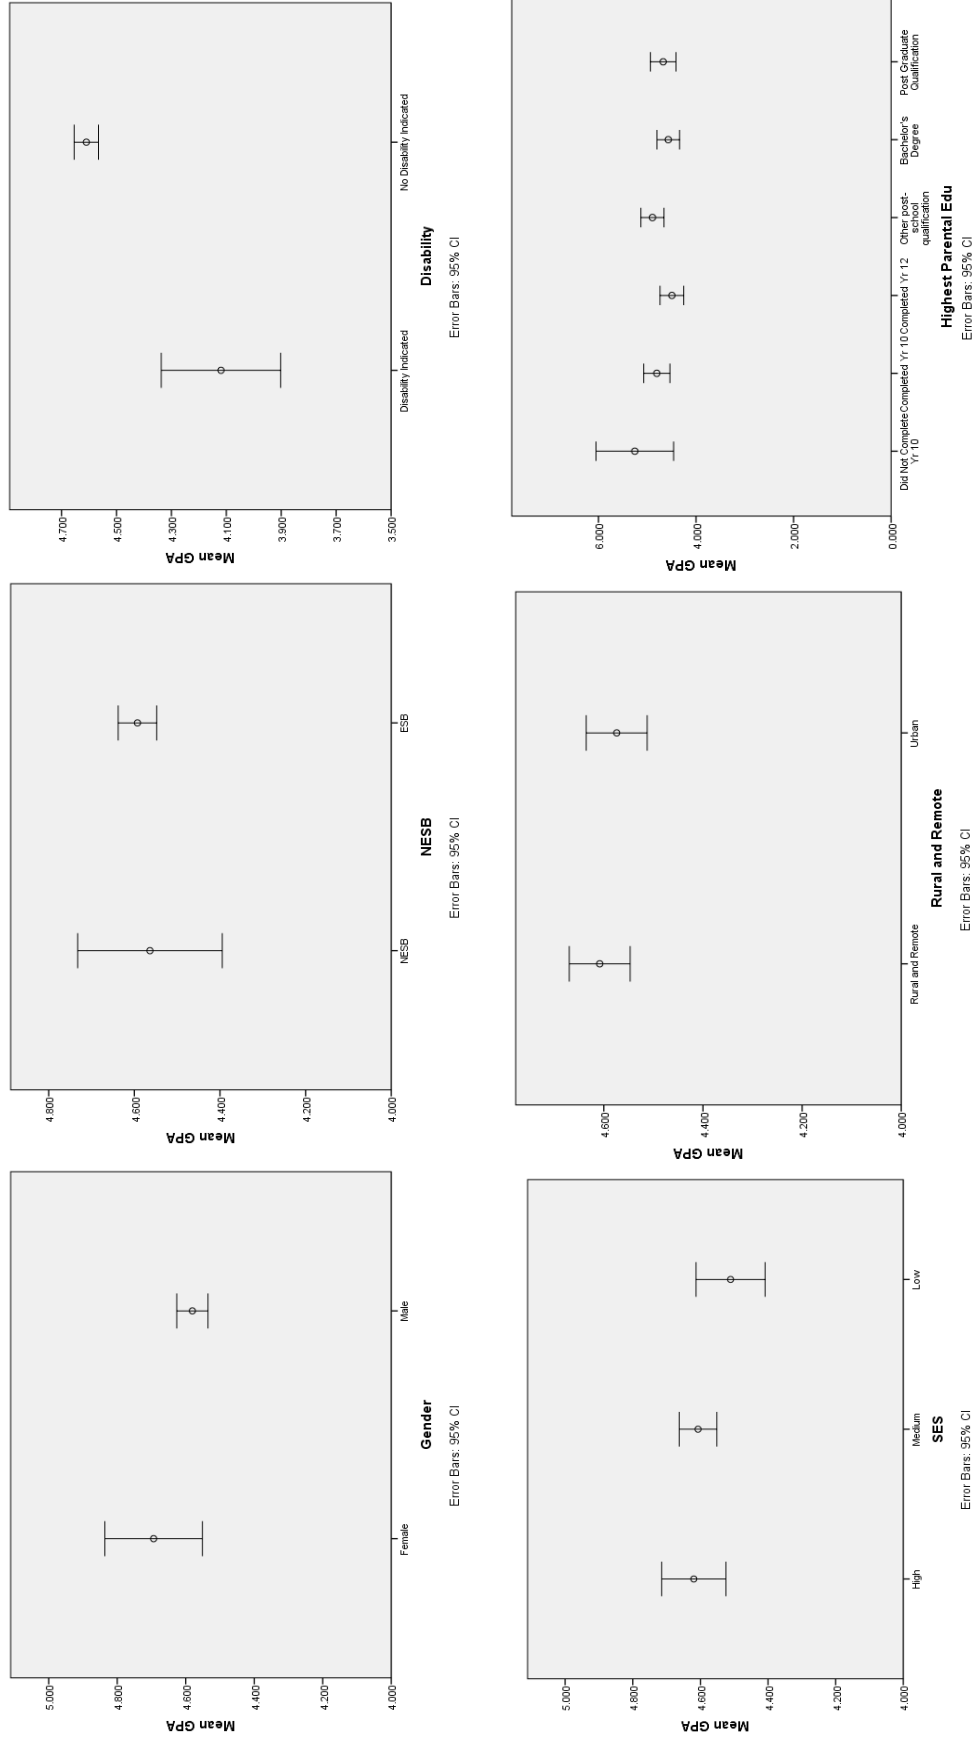 Mean GPA
5.000
4.800
4.600
4.400
4.200
4.000
Female
Male
Gender
Error Bars: 95% CI
Mean GPA
4.800
4.600
4.400
4.200
4.000
NESB
ESB
NESB
Error Bars: 95% CI
Mean GPA
4.700
4.500
4.300
4.100
3.900
3.700
3.500
Disability Indicated
No Disability Indicated
Disability
Error Bars: 95% CI
Mean GPA
5.000
4.800
4.600
4.400
4.200
4.000
High
Medium
Low
SES
Error Bars: 95% CI
Mean GPA
4.600
4.400
4.200
4.000
Rural and Remote
Urban
Rural and Remote
Error Bars: 95% CI
Mean GPA
6.000
4.000
2.000
0.000
Did Not Complete
Yr 10
Completed Yr 10
Completed Yr 12
Other post-
school
qualification
Bachelor's
Degree
Post Graduate
Qualification
Highest Parental Edu
Error Bars: 95% CI